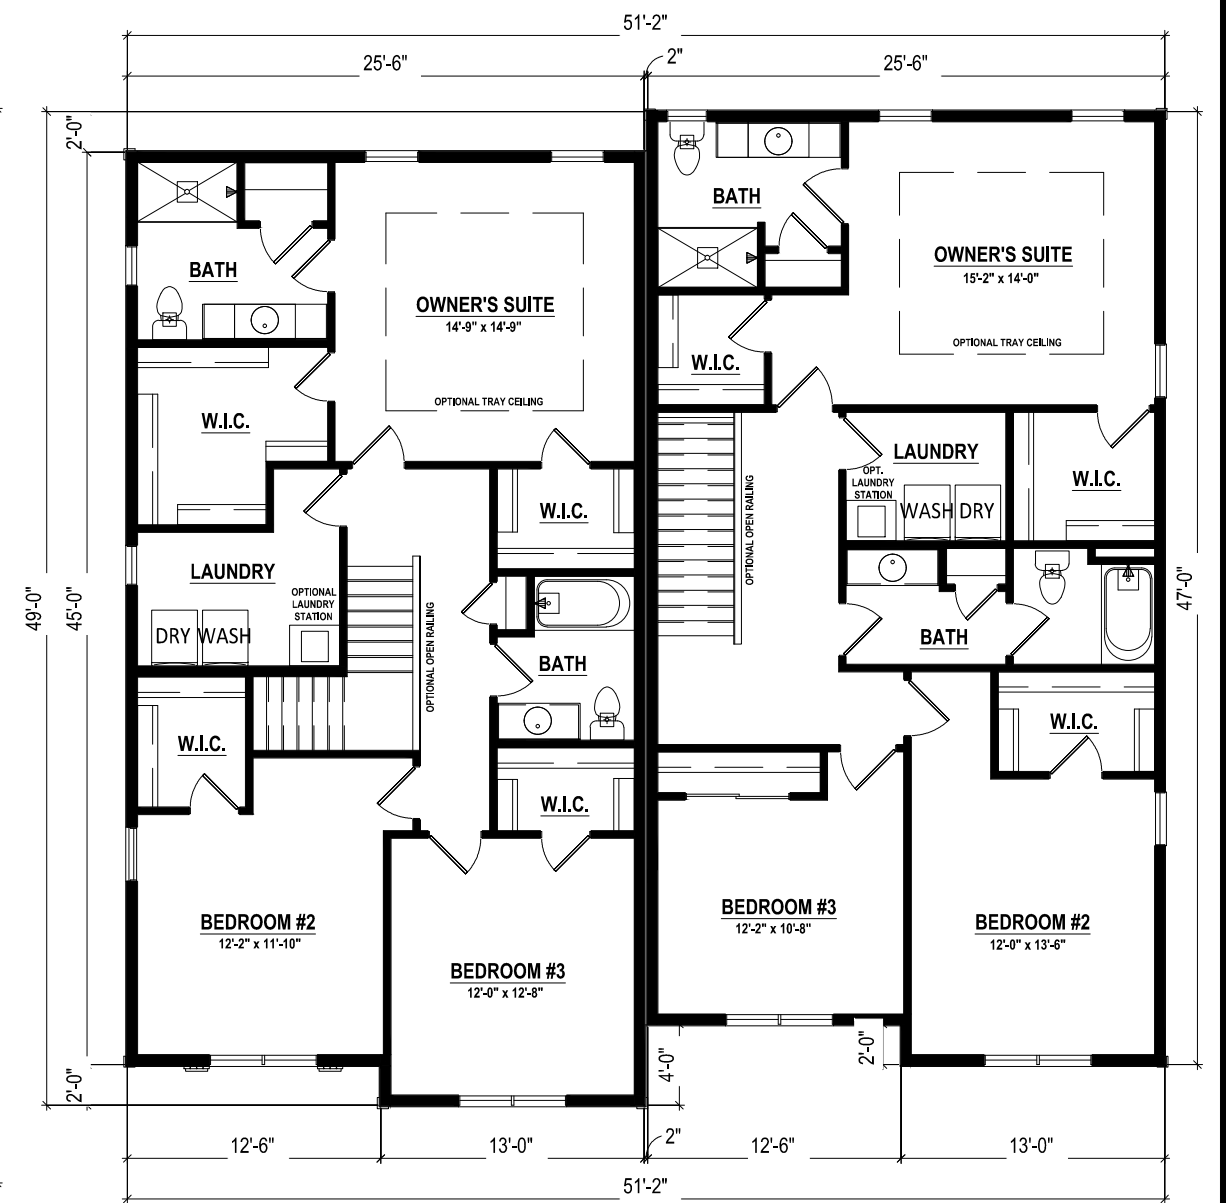 51'-2"
25'-6"
2"
25'-6"
2'-0"
49'-0"
45'-0"
2'-0"
BATH
OWNER'S SUITE
14'-9" x 14'-9"
OPTIONAL TRAY CEILING
W.I.C.
W.I.C.
LAUNDRY
OPTIONAL
LAUNDRY
STATION
DRY WASH
OPTIONAL OPEN RAILING
BATH
W.I.C.
W.I.C.
BEDROOM #2
12'-2" x 11'-10"
BEDROOM #3
12'-0" x 12'-8"
BATH
OWNER'S SUITE
15'-2" x 14'-0"
OPTIONAL TRAY CEILING
W.I.C.
OPTIONAL OPEN RAILING
LAUNDRY
OPT.
LAUNDRY
STATION
WASH DRY
W.I.C.
BATH
W.I.C.
BEDROOM #3
12'-2" x 10'-8"
BEDROOM #2
12'-0" x 13'-6"
47'-0"
4'-0"
2'-0"
12'-6"
13'-0"
2"
12'-6"
13'-0"
51'-2"